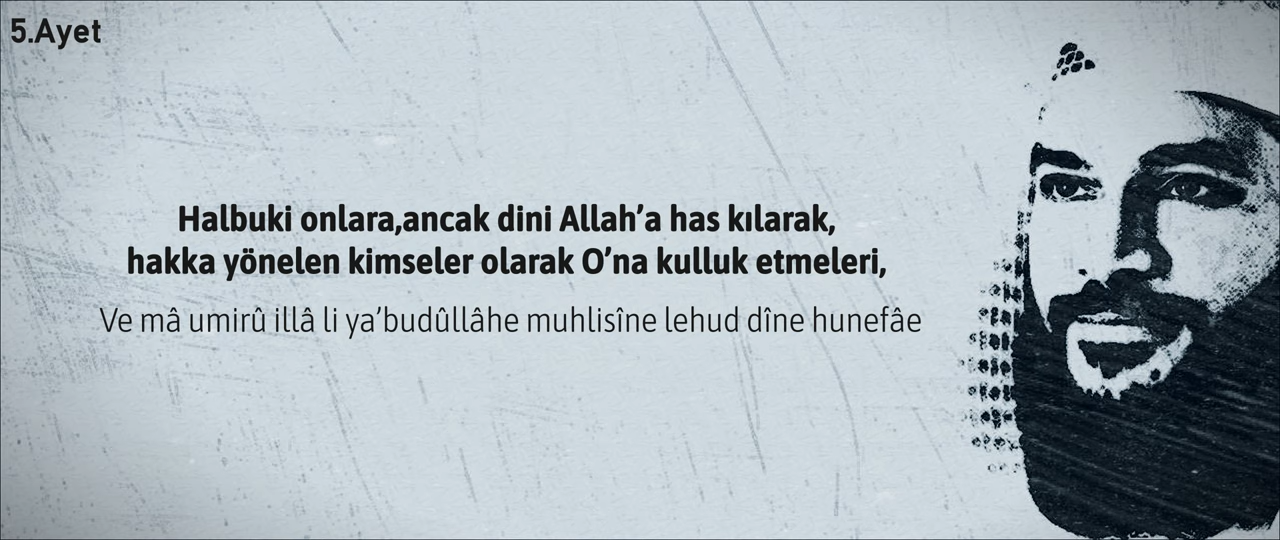 5.Ayet
Halbuki onlara,ancak dini Allah’a has kılarak,
hakka yönelen kimseler olarak O’na kulluk etmeleri,
Ve mâ umirû illâ li ya’budûllâhe muhlisîne lehud dîne hunefâe